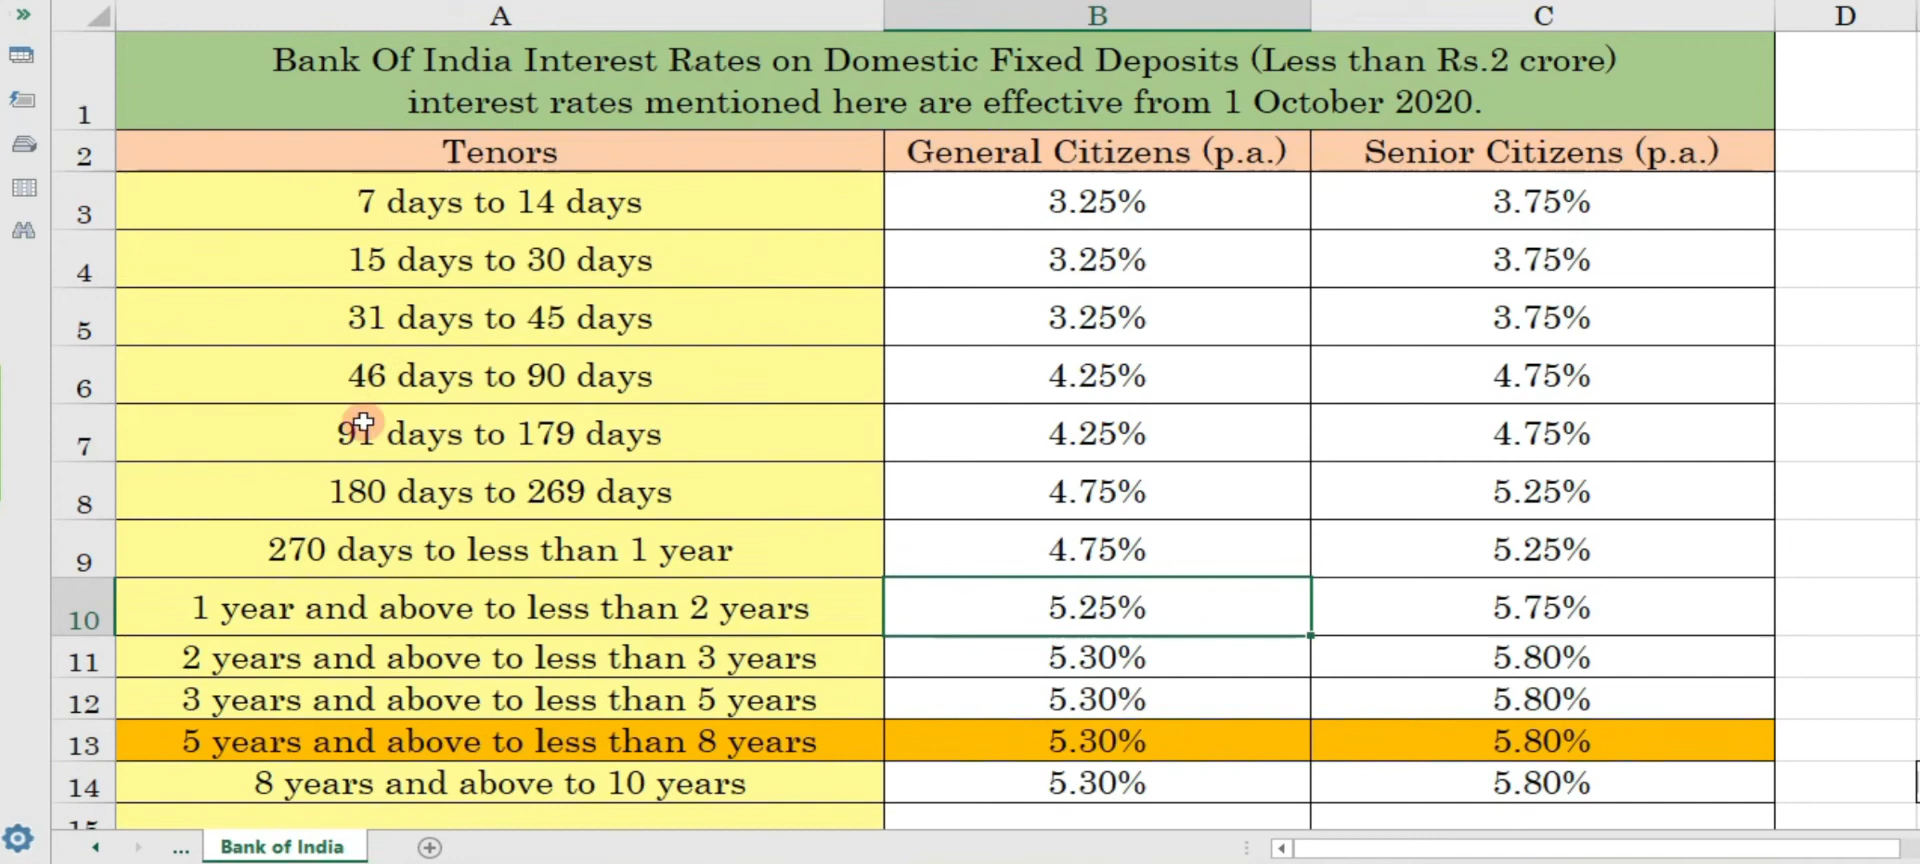 A B C D
1 Bank Of India Interest Rates on Domestic Fixed Deposits (Less than Rs.2 crore)
interest rates mentioned here are effective from 1 October 2020.
2 Tenors General Citizens (p.a.) Senior Citizens (p.a.)
3 7 days to 14 days 3.25% 3.75%
4 15 days to 30 days 3.25% 3.75%
5 31 days to 45 days 3.25% 3.75%
6 46 days to 90 days 4.25% 4.75%
7 91 days to 179 days 4.25% 4.75%
8 180 days to 269 days 4.75% 5.25%
9 270 days to less than 1 year 4.75% 5.25%
10 1 year and above to less than 2 years 5.25% 5.75%
11 2 years and above to less than 3 years 5.30% 5.80%
12 3 years and above to less than 5 years 5.30% 5.80%
13 5 years and above to less than 8 years 5.30% 5.80%
14 8 years and above to 10 years 5.30% 5.80%
15
... Bank of India